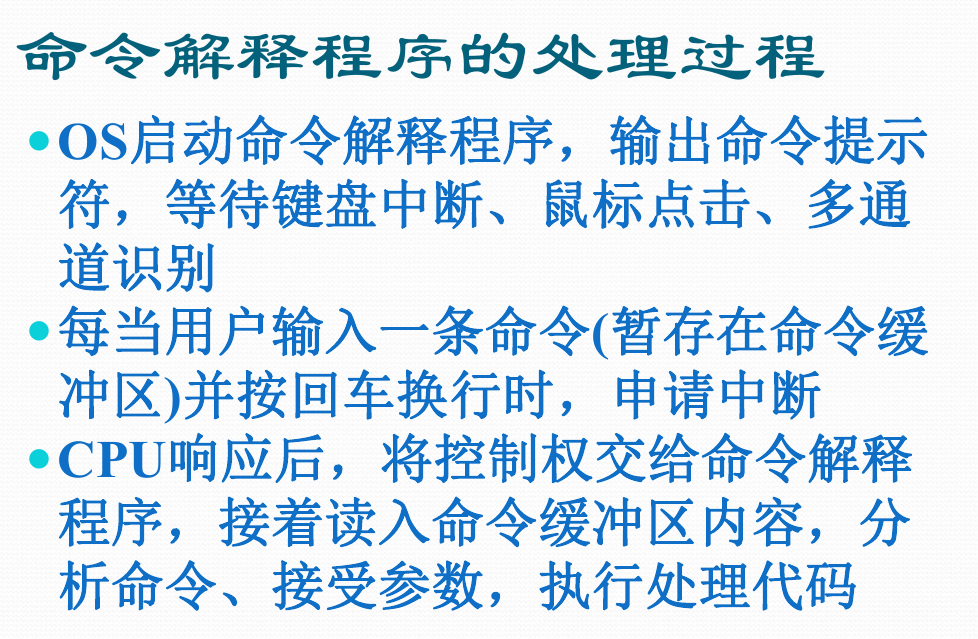 命令解释程序的处理过程
•OS启动命令解释程序，输出命令提示
符，等待键盘中断、鼠标点击、多通
道识别
•每当用户输入一条命令(暂存在命令缓
冲区)并按回车换行时，申请中断
•CPU响应后，将控制权交给命令解释
程序，接着读入命令缓冲区内容，分
析命令、接受参数，执行处理代码